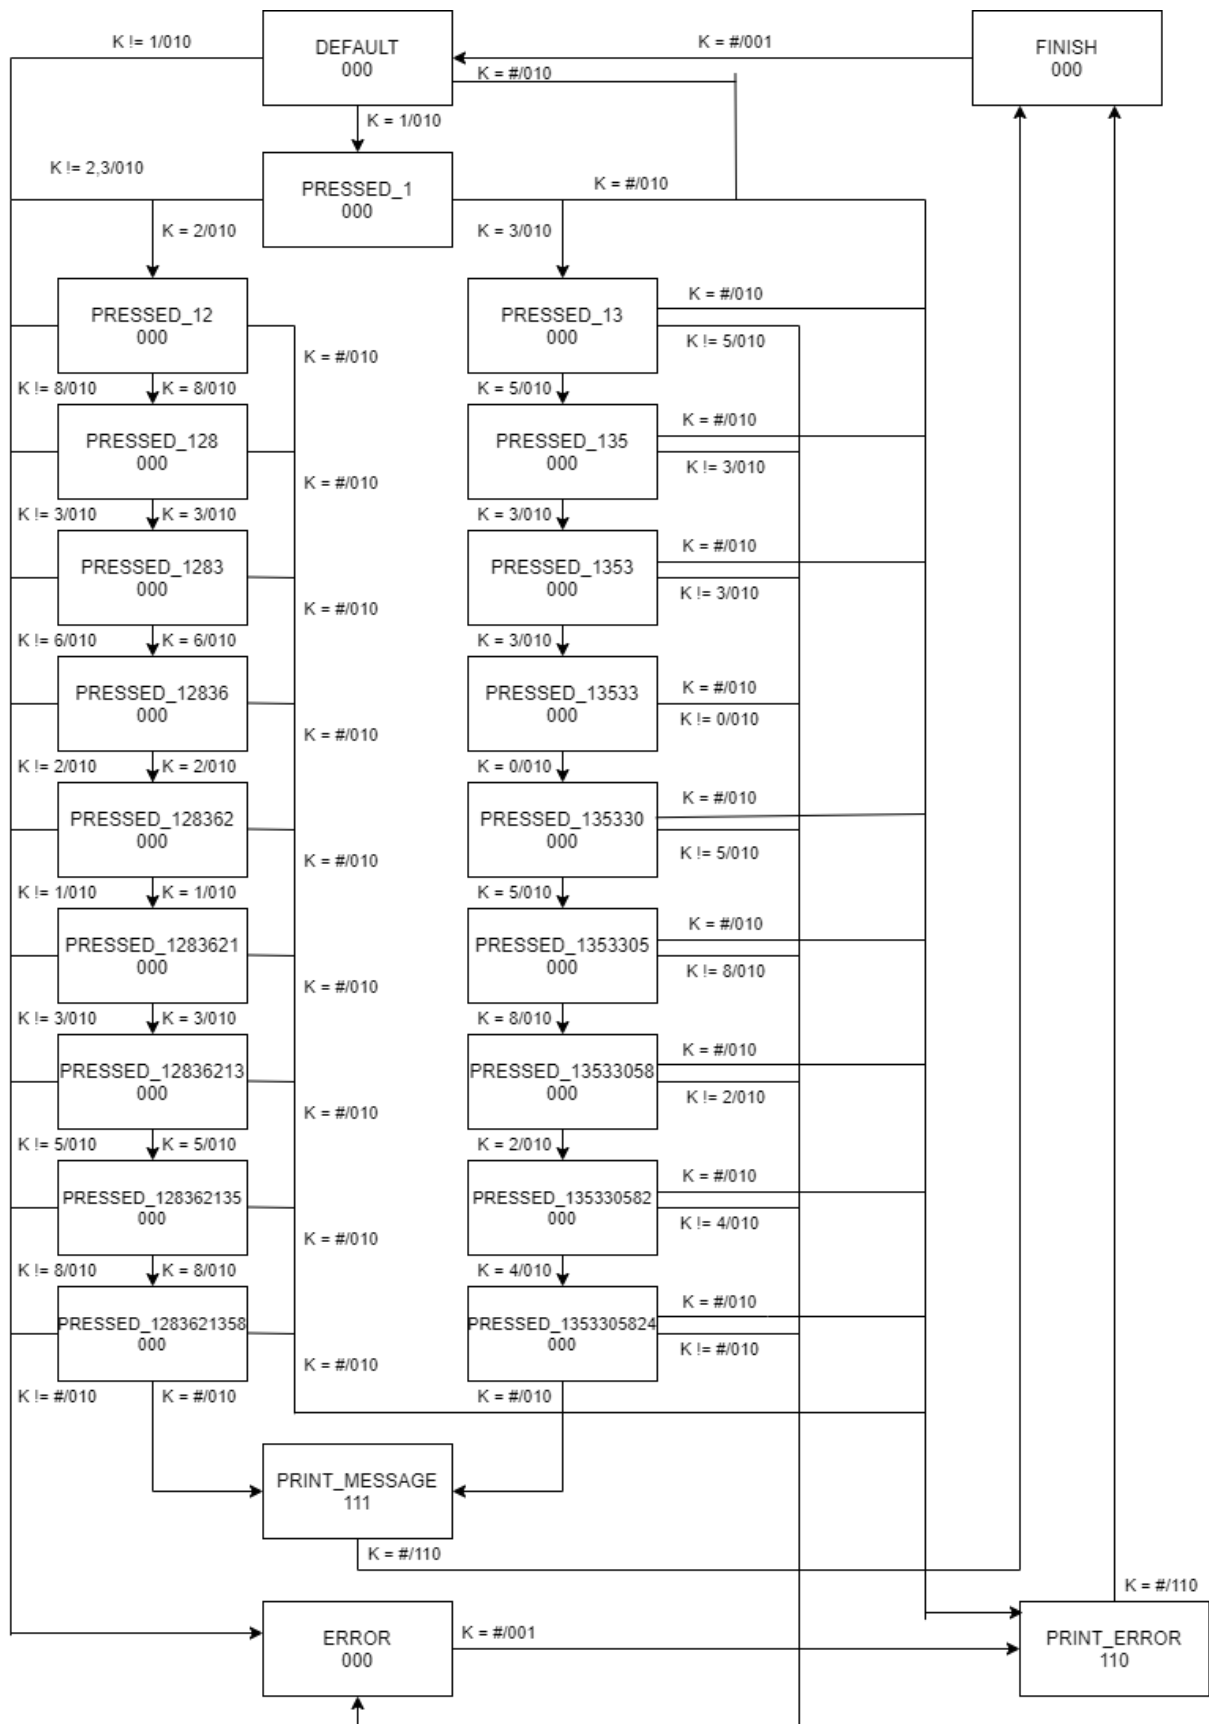 K != 1/010
DEFAULT
000
K = #/001
FINISH
000
K = #/010
K = 1/010
K != 2,3/010
PRESSED_1
000
K = #/010
K = 2/010
K = 3/010
PRESSED_12
000
K = #/010
PRESSED_13
000
K = #/010
K != 5/010
K != 8/010
K = 8/010
K = 5/010
PRESSED_128
000
K = #/010
PRESSED_135
000
K = #/010
K != 3/010
K != 3/010
K = 3/010
K = 3/010
PRESSED_1283
000
K = #/010
PRESSED_1353
000
K = #/010
K != 3/010
K != 6/010
K = 6/010
K = 3/010
PRESSED_12836
000
K = #/010
PRESSED_13533
000
K = #/010
K != 0/010
K != 2/010
K = 2/010
K = 0/010
PRESSED_128362
000
K = #/010
PRESSED_135330
000
K = #/010
K != 5/010
K != 1/010
K = 1/010
K = 5/010
PRESSED_1283621
000
K = #/010
PRESSED_1353305
000
K = #/010
K != 8/010
K != 3/010
K = 3/010
K = 8/010
PRESSED_12836213
000
K = #/010
PRESSED_13533058
000
K = #/010
K != 2/010
K != 5/010
K = 5/010
K = 2/010
PRESSED_128362135
000
K = #/010
PRESSED_135330582
000
K = #/010
K != 4/010
K != 8/010
K = 8/010
K = 4/010
PRESSED_1283621358
000
K = #/010
PRESSED_1353305824
000
K = #/010
K != #/010
K != #/010
K = #/010
K = #/010
PRINT_MESSAGE
111
K = #/110
K = #/110
ERROR
000
K = #/001
PRINT_ERROR
110